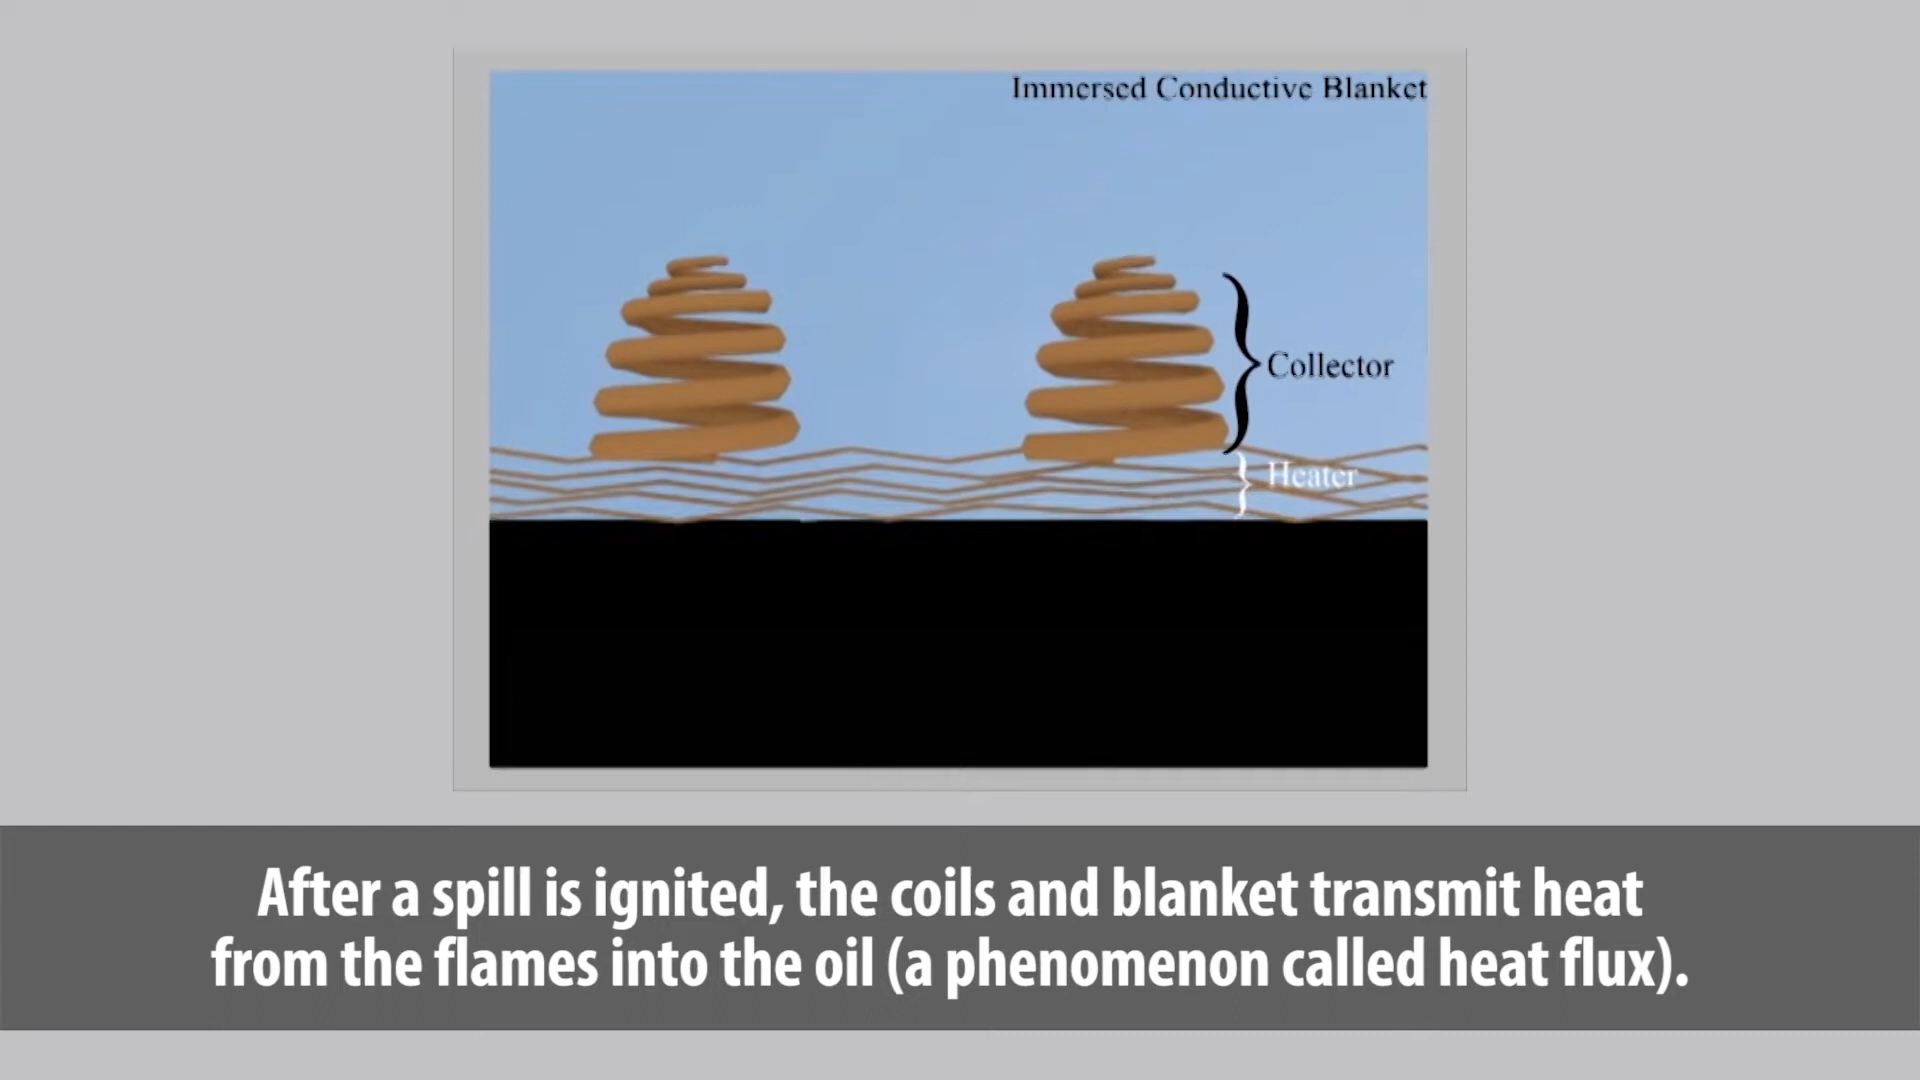 Immersed Conductive Blanket
Collector
Heater
After a spill is ignited, the coils and blanket transmit heat
from the flames into the oil (a phenomenon called heat flux).